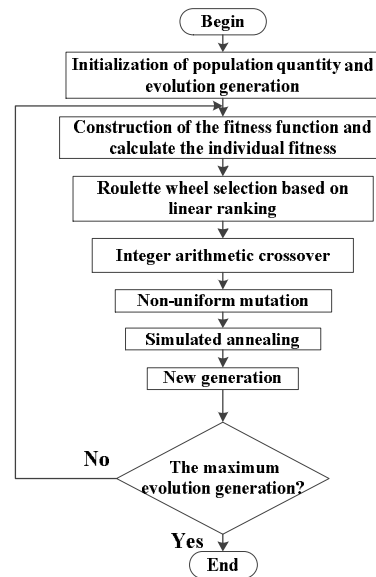 Begin
Initialization of population quantity and
evolution generation
Construction of the fitness function and
calculate the individual fitness
Roulette wheel selection based on
linear ranking
Integer arithmetic crossover
Non-uniform mutation
Simulated annealing
New generation
No
The maximum
evolution generation?
Yes
End